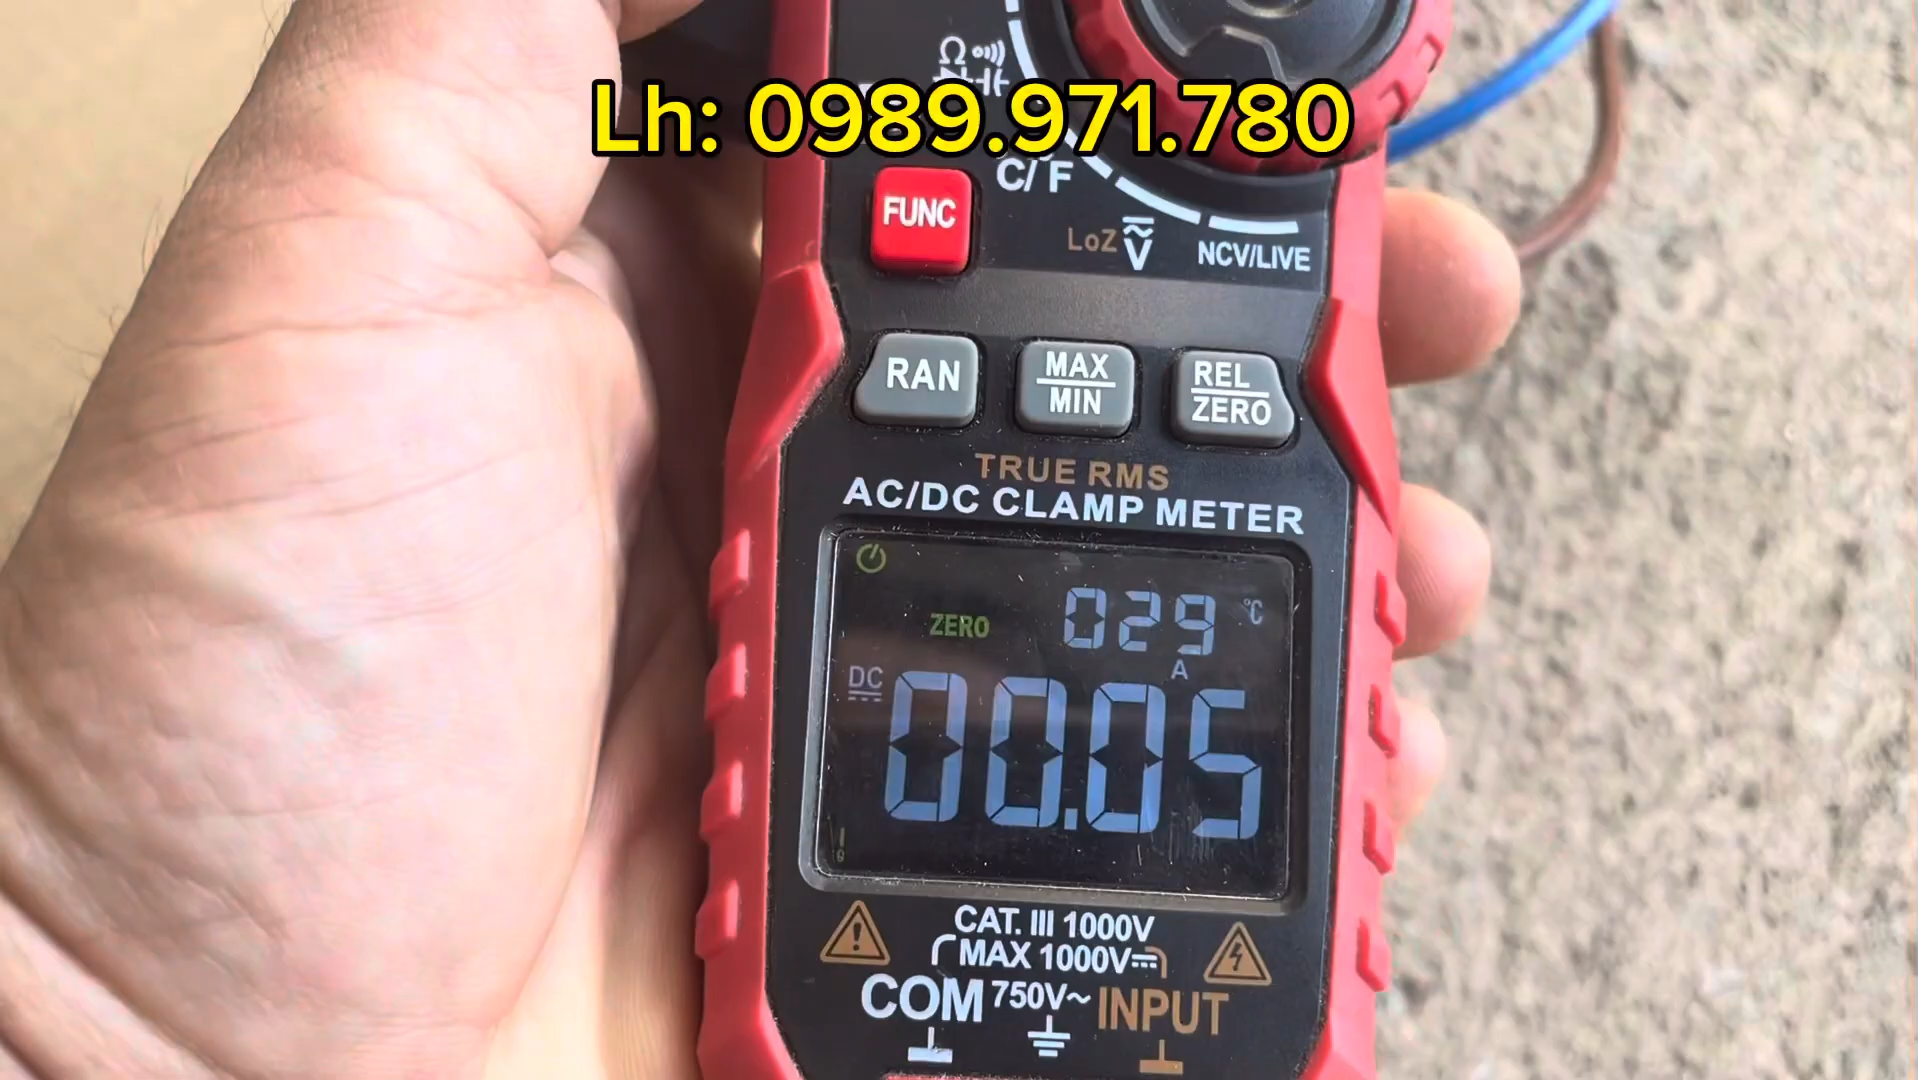 Ω
Lh: 0989.971.780
°C/°F
FUNC
LoZ V
NCV/LIVE
RAN
MAX
MIN
REL
ZERO
TRUE RMS
AC/DC CLAMP METER
ZERO
029 °C
A
DC
00.05
CAT. III 1000V
MAX 1000V
COM 750V~ INPUT